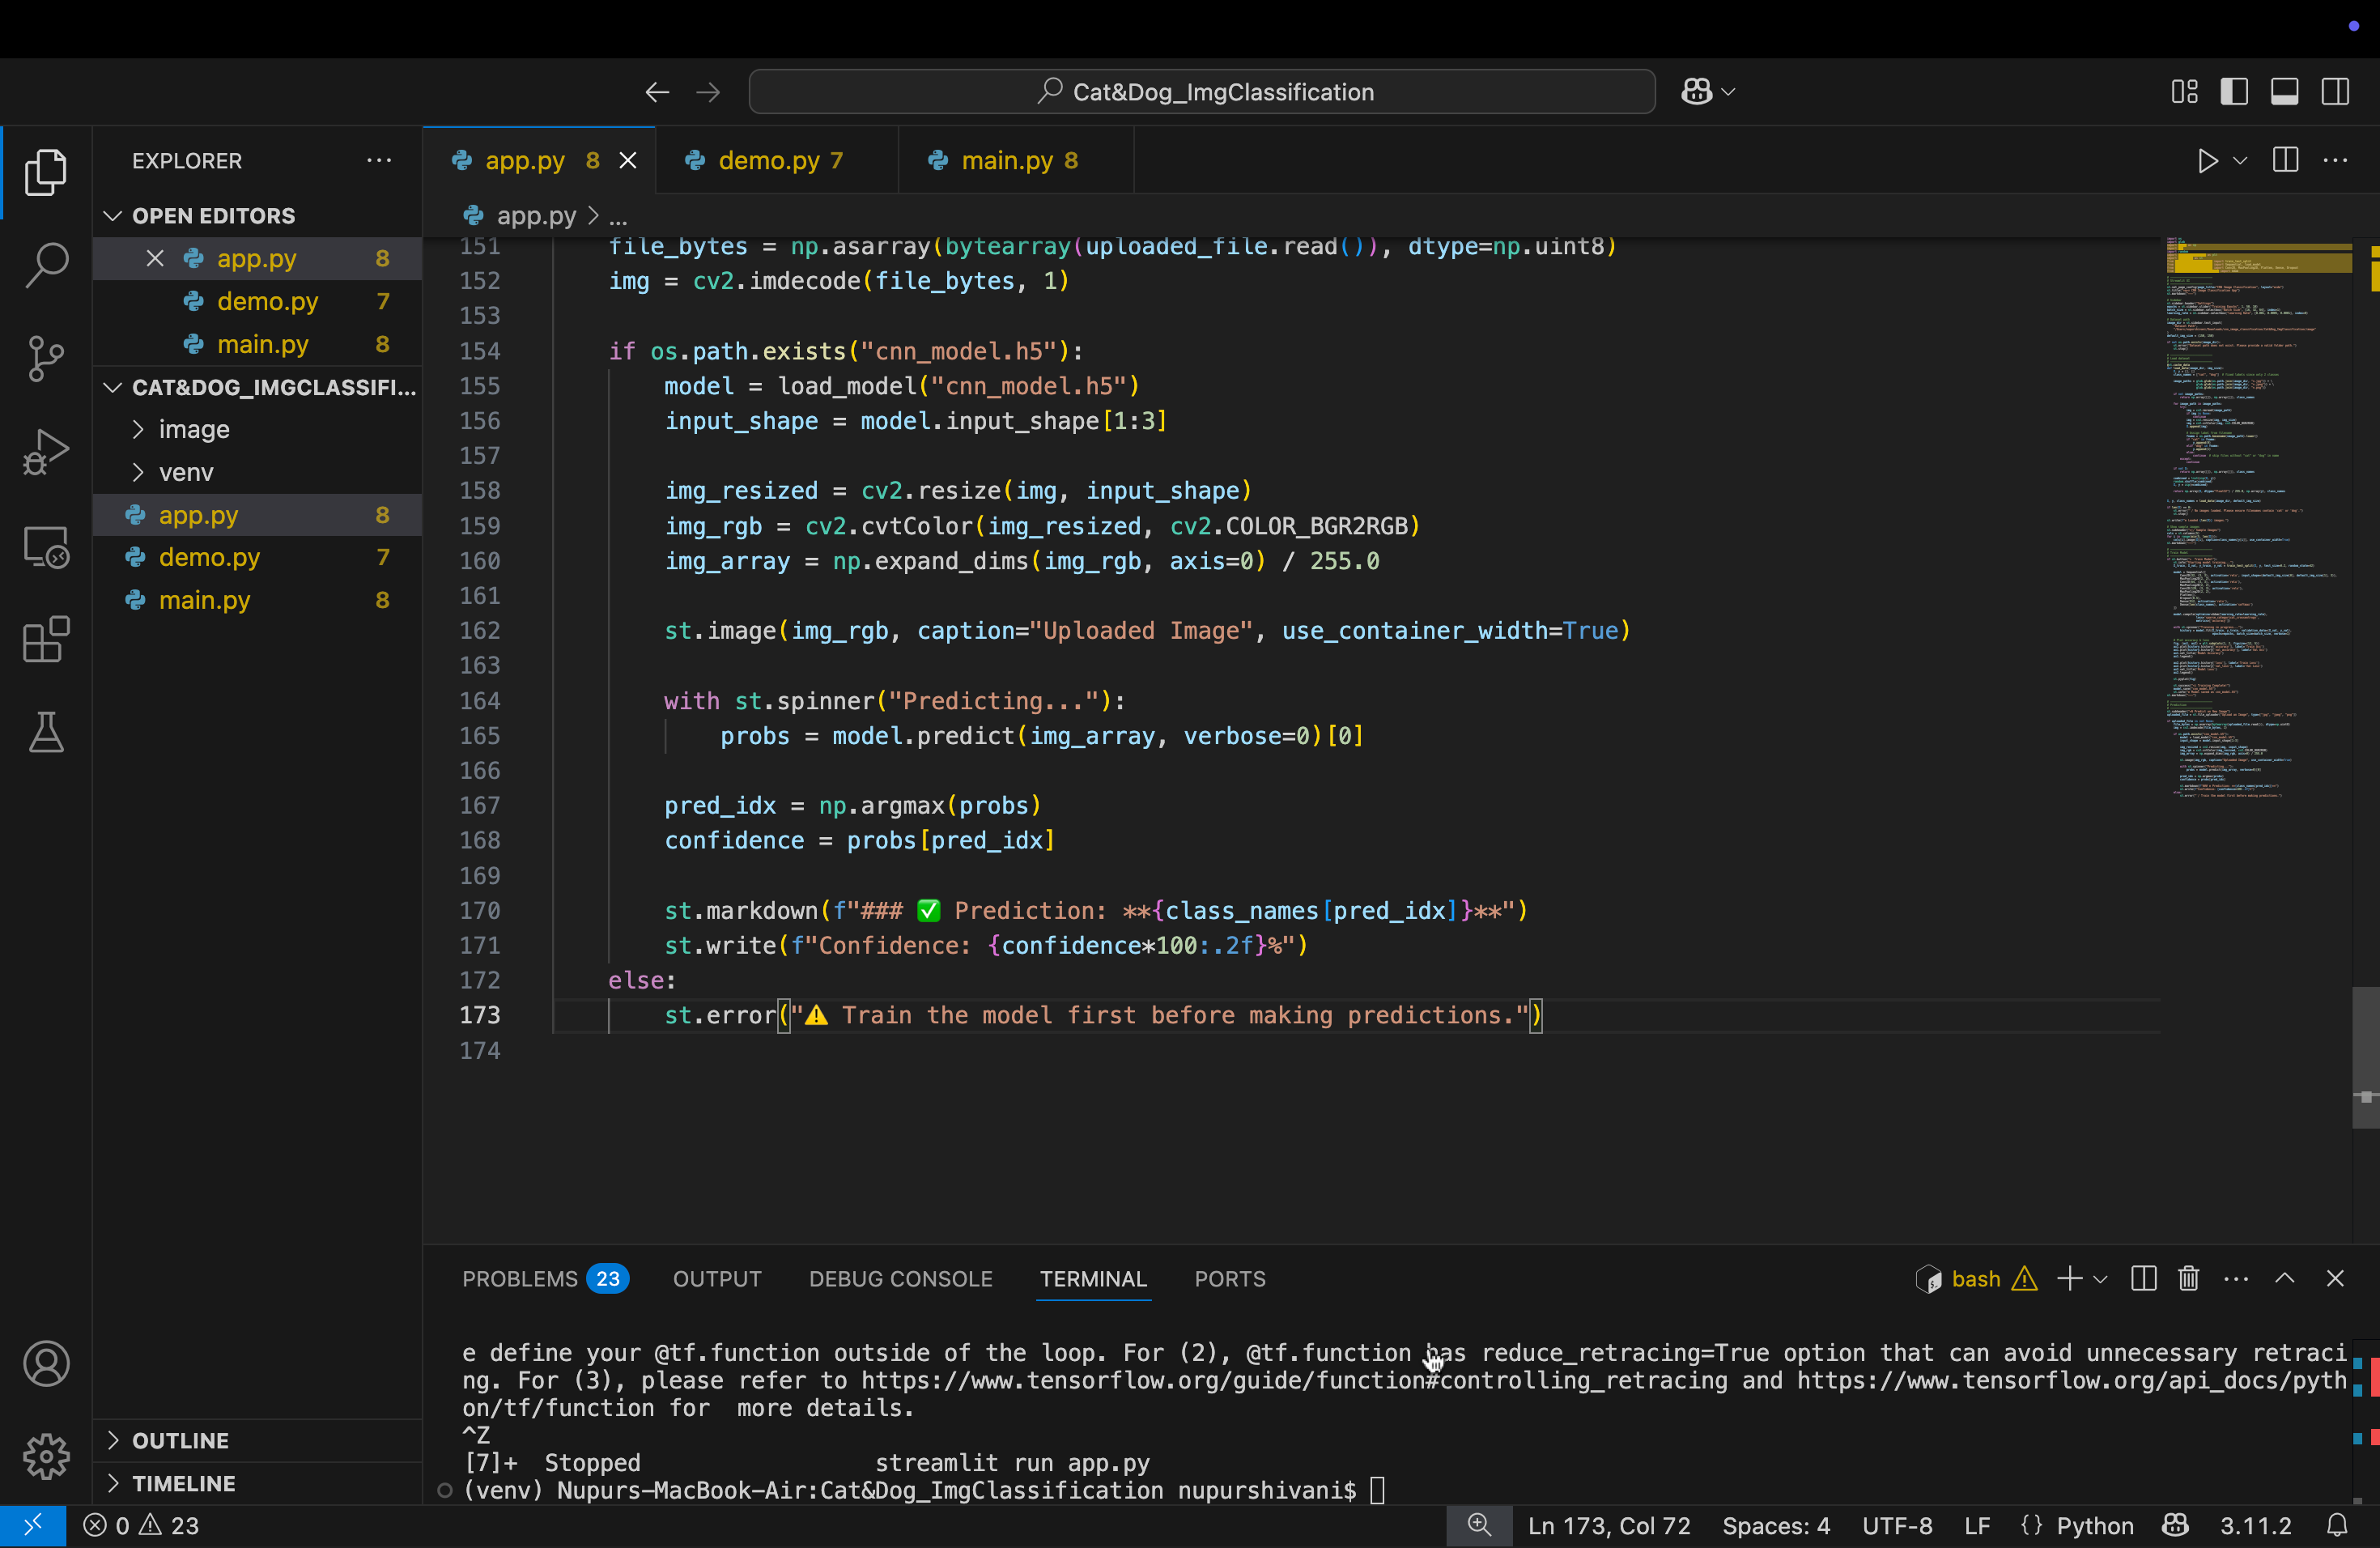 Cat&Dog_ImgClassification
EXPLORER
OPEN EDITORS
app.py 8
demo.py 7
main.py 8
CAT&DOG_IMGCLASSIFI...
image
venv
app.py 8
demo.py 7
main.py 8
OUTLINE
TIMELINE
app.py 8
demo.py 7
main.py 8
app.py > ...
151 file_bytes = np.asarray(bytearray(uploaded_file.read()), dtype=np.uint8)
152 img = cv2.imdecode(file_bytes, 1)
153
154 if os.path.exists("cnn_model.h5"):
155 model = load_model("cnn_model.h5")
156 input_shape = model.input_shape[1:3]
157
158 img_resized = cv2.resize(img, input_shape)
159 img_rgb = cv2.cvtColor(img_resized, cv2.COLOR_BGR2RGB)
160 img_array = np.expand_dims(img_rgb, axis=0) / 255.0
161
162 st.image(img_rgb, caption="Uploaded Image", use_container_width=True)
163
164 with st.spinner("Predicting..."):
165 probs = model.predict(img_array, verbose=0)[0]
166
167 pred_idx = np.argmax(probs)
168 confidence = probs[pred_idx]
169
170 st.markdown(f"### ✅ Prediction: **{class_names[pred_idx]}**")
171 st.write(f"Confidence: {confidence*100:.2f}%")
172 else:
173 st.error("⚠️ Train the model first before making predictions.")
174
PROBLEMS 23 OUTPUT DEBUG CONSOLE TERMINAL PORTS
bash
e define your @tf.function outside of the loop. For (2), @tf.function has reduce_retracing=True option that can avoid unnecessary retraci
ng. For (3), please refer to https://www.tensorflow.org/guide/function#controlling_retracing and https://www.tensorflow.org/api_docs/pyth
on/tf/function for  more details.
^Z
[7]+  Stopped                 streamlit run app.py
(venv) Nupurs-MacBook-Air:Cat&Dog_ImgClassification nupurshivani$
0 23
Ln 173, Col 72 Spaces: 4 UTF-8 LF {} Python 3.11.2